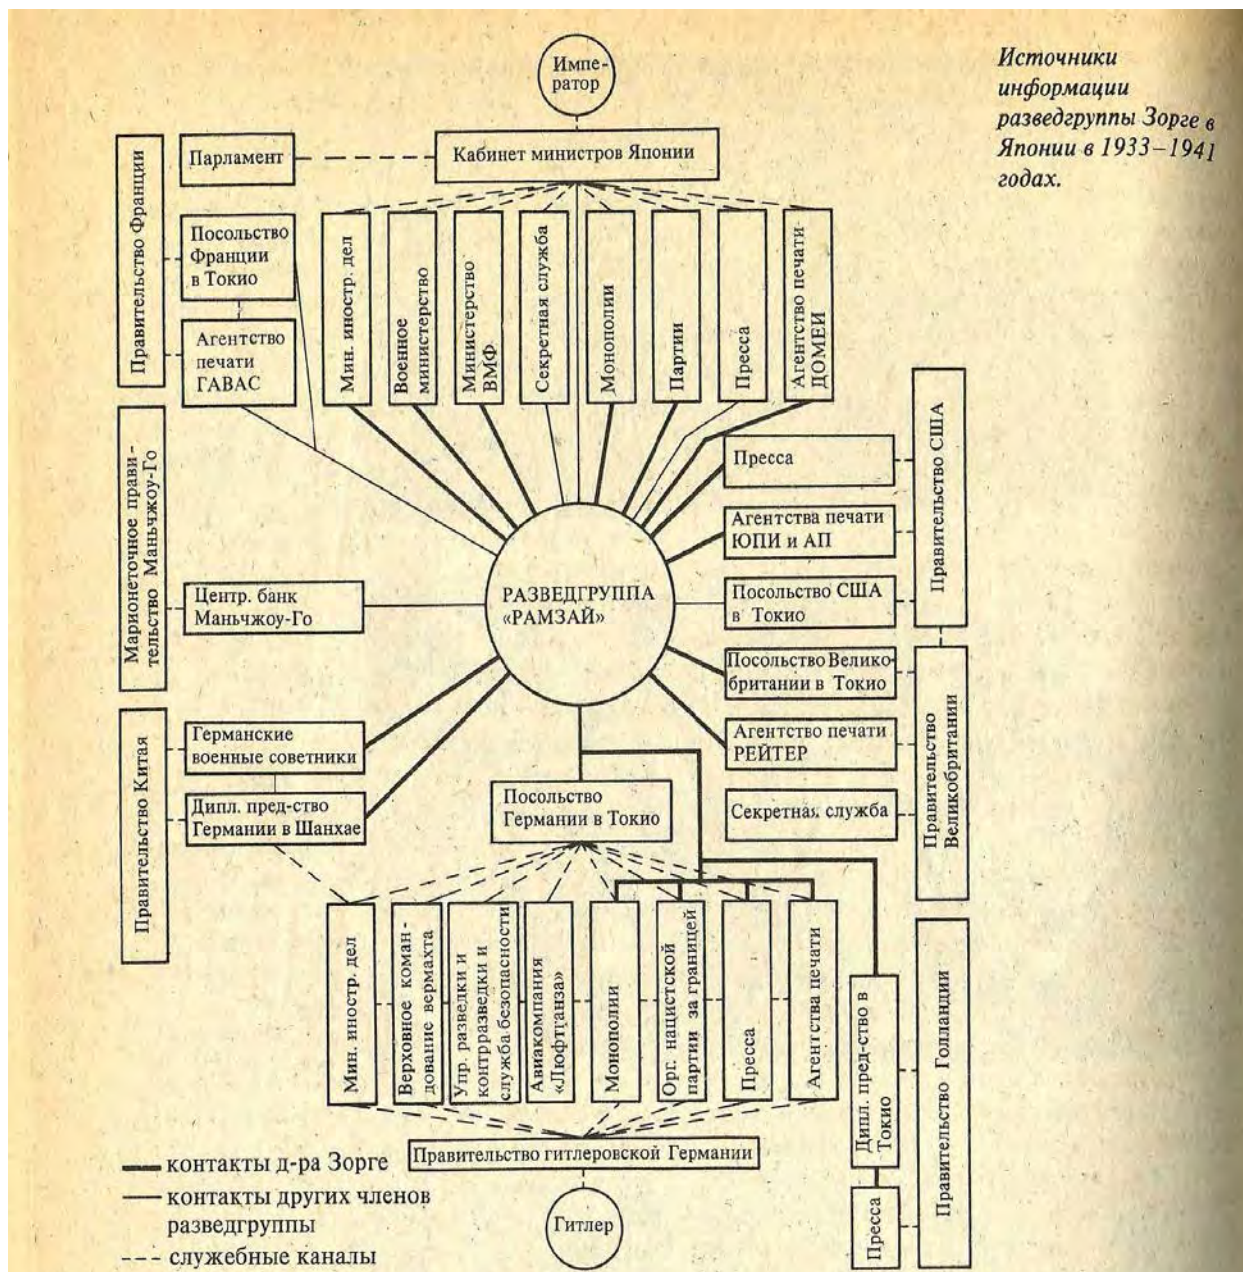 Источники
информации
разведгруппы Зорге в
Японии в 1933–1941
годах.
Импе-
ратор
Кабинет министров Японии
Парламент
Правительство Франции
Посольство
Франции
в Токио
Агентство
печати
ГАВАС
Мин. иностр. дел
Военное
министерство
Министерство
ВМФ
Секретная служба
Монополии
Партии
Пресса
Агентство печати
ДОМЕИ
Марионеточное прави-
тельство Маньчжоу-Го
Центр. банк
Маньчжоу-Го
РАЗВЕДГРУППА
«РАМЗАЙ»
Пресса
Агентства печати
ЮПИ и АП
Посольство США
в Токио
Правительство США
Посольство Велико-
британии в Токио
Агентство печати
РЕЙТЕР
Секретная служба
Правительство
Великобритании
Правительство Китая
Германские
военные советники
Дипл. пред-ство
Германии в Шанхае
Посольство
Германии в Токио
Мин. иностр. дел
Верховное коман-
дование вермахта
Упр. разведки и
контрразведки и
служба безопасности
Авиакомпания
«Люфтганза»
Монополии
Орг. нацистской
партии за границей
Пресса
Агентства печати
Дипл. пред-ство в
Токио
Пресса
Правительство Голландии
Правительство гитлеровской Германии
Гитлер
контакты д-ра Зорге
контакты других членов
разведгруппы
служебные каналы